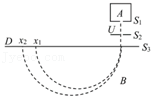 A
S₁
U
S₂
D x₂ x₁ S₃
B